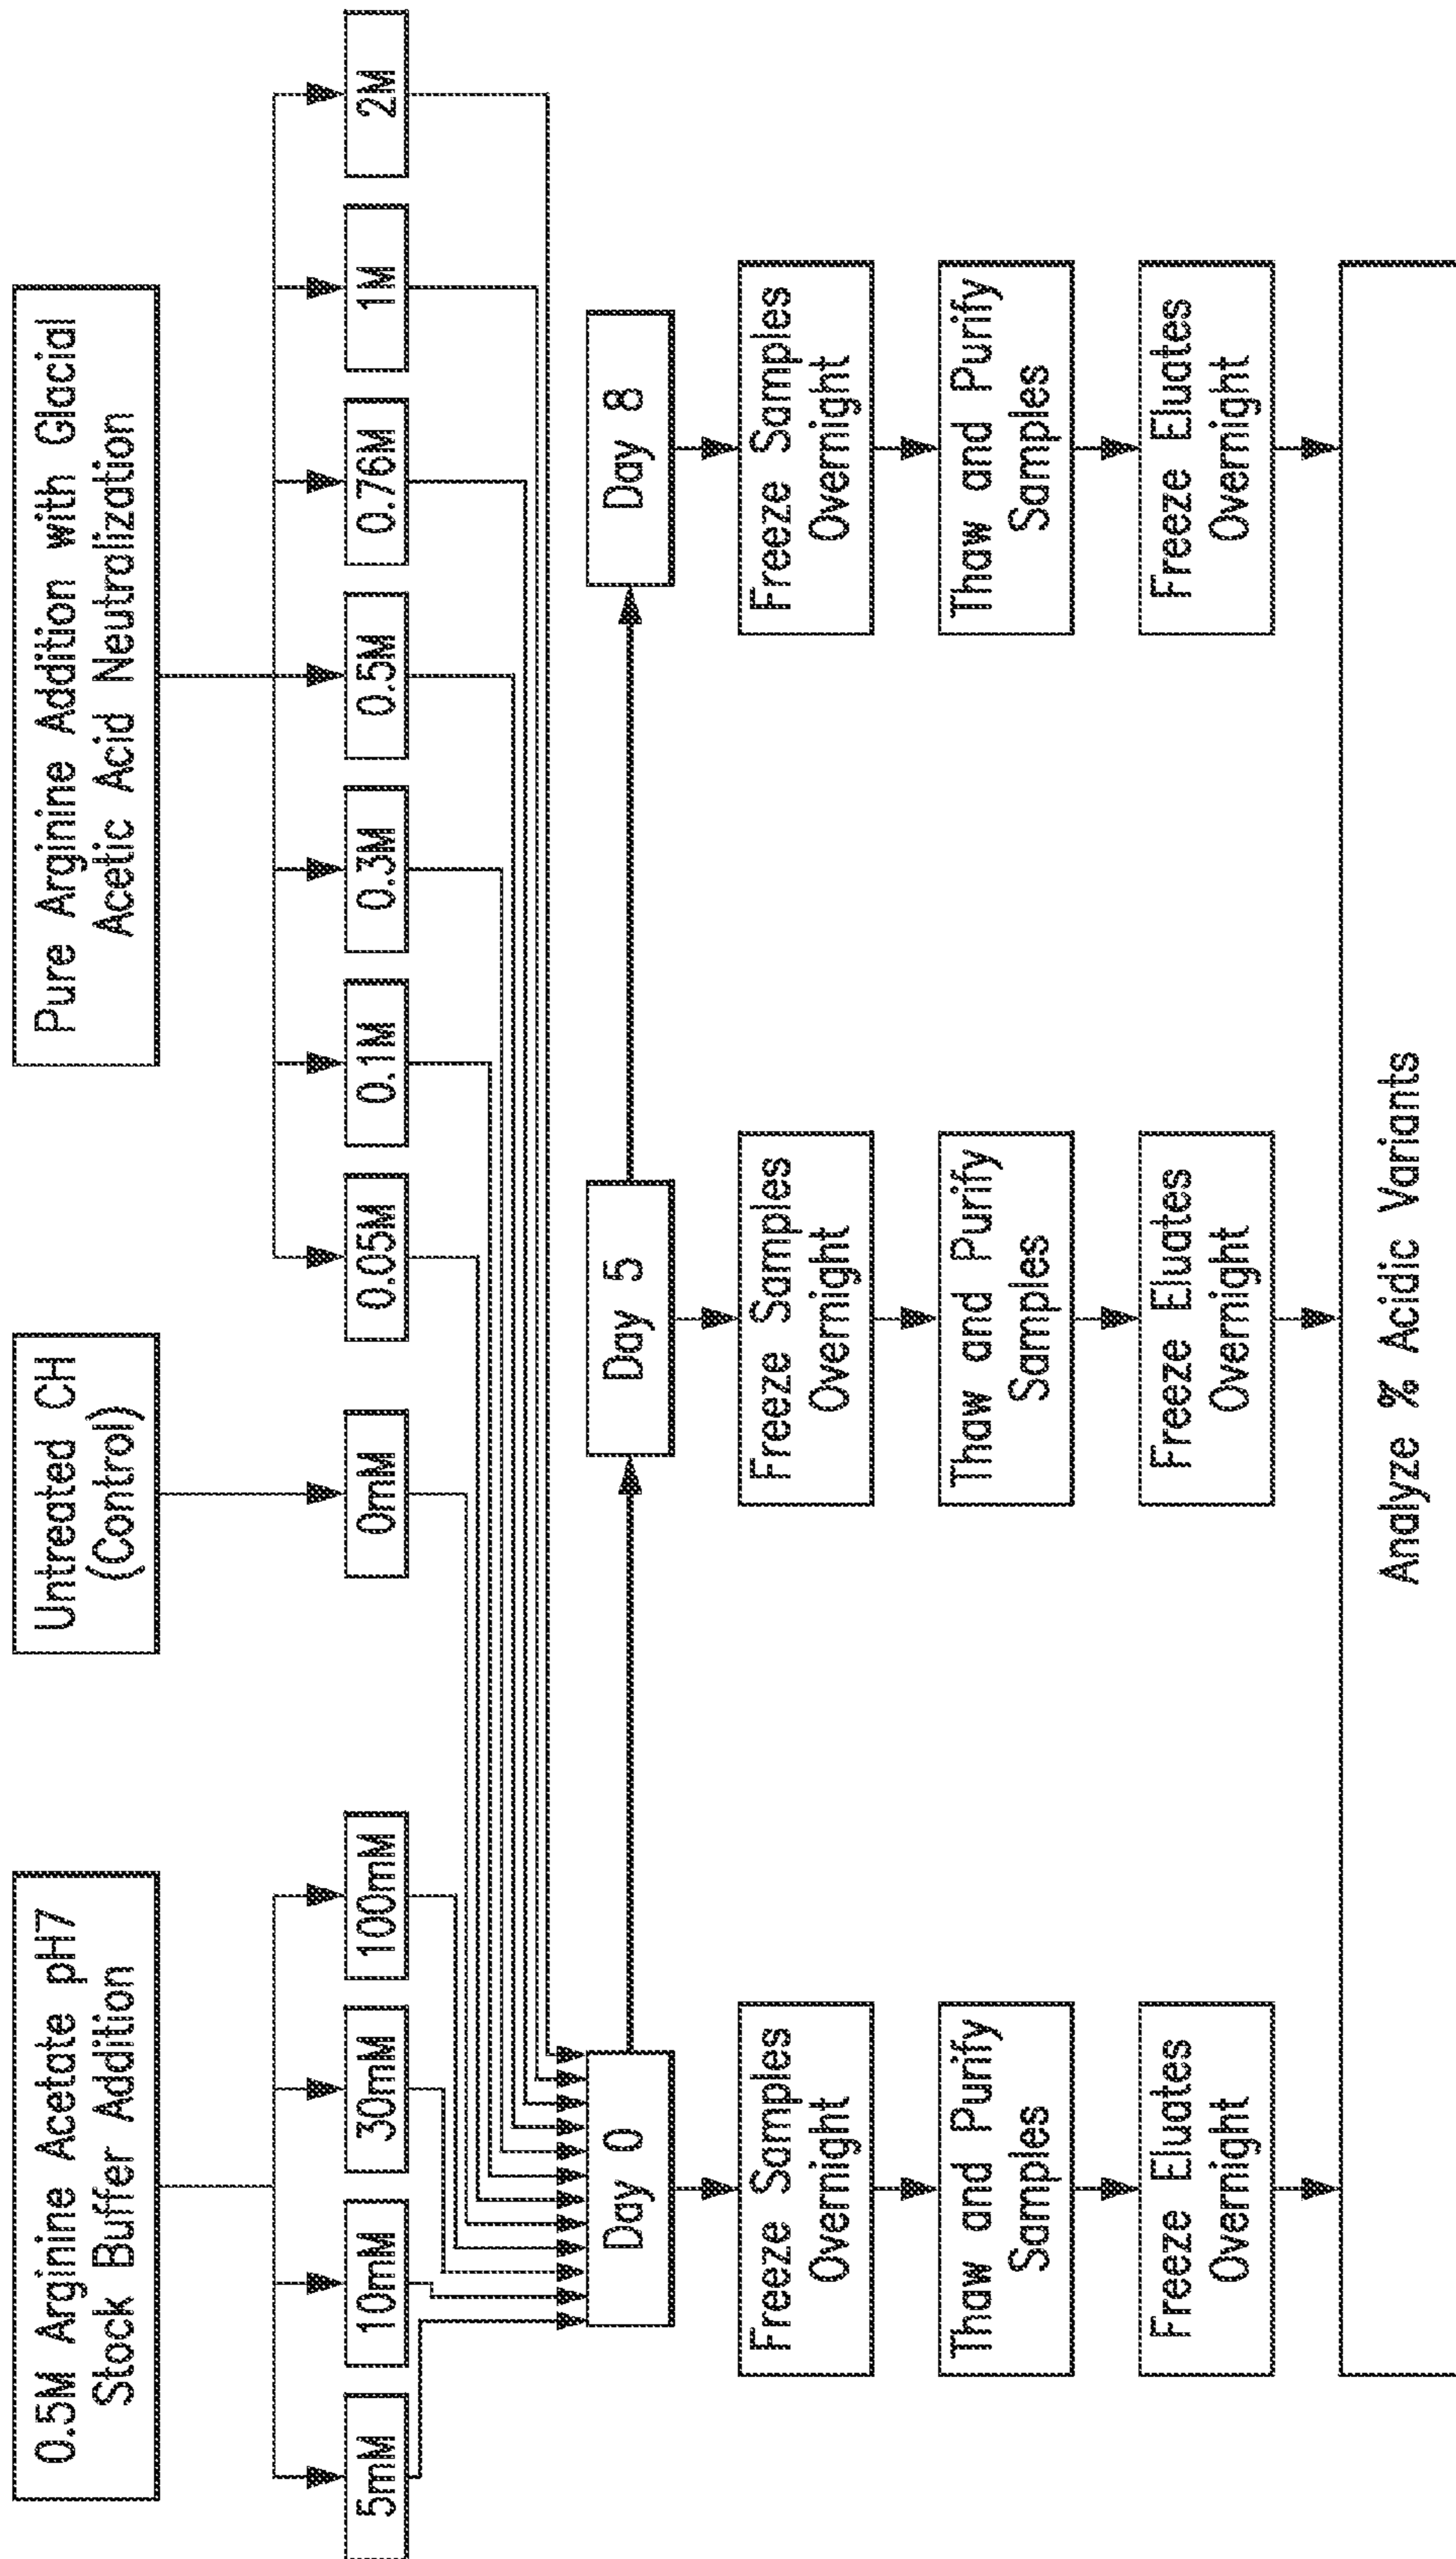 0.5M Arginine Acetate pH7
Stock Buffer Addition
Untreated CH
(Control)
Pure Arginine Addition with Glacial
Acetic Acid Neutralization
5mM
10mM
30mM
100mM
0mM
0.05M
0.1M
0.3M
0.5M
0.76M
1M
2M
Day 0
Day 5
Day 8
Freeze Samples
Overnight
Freeze Samples
Overnight
Freeze Samples
Overnight
Thaw and Purify
Samples
Thaw and Purify
Samples
Thaw and Purify
Samples
Freeze Eluates
Overnight
Freeze Eluates
Overnight
Freeze Eluates
Overnight
Analyze % Acidic Variants